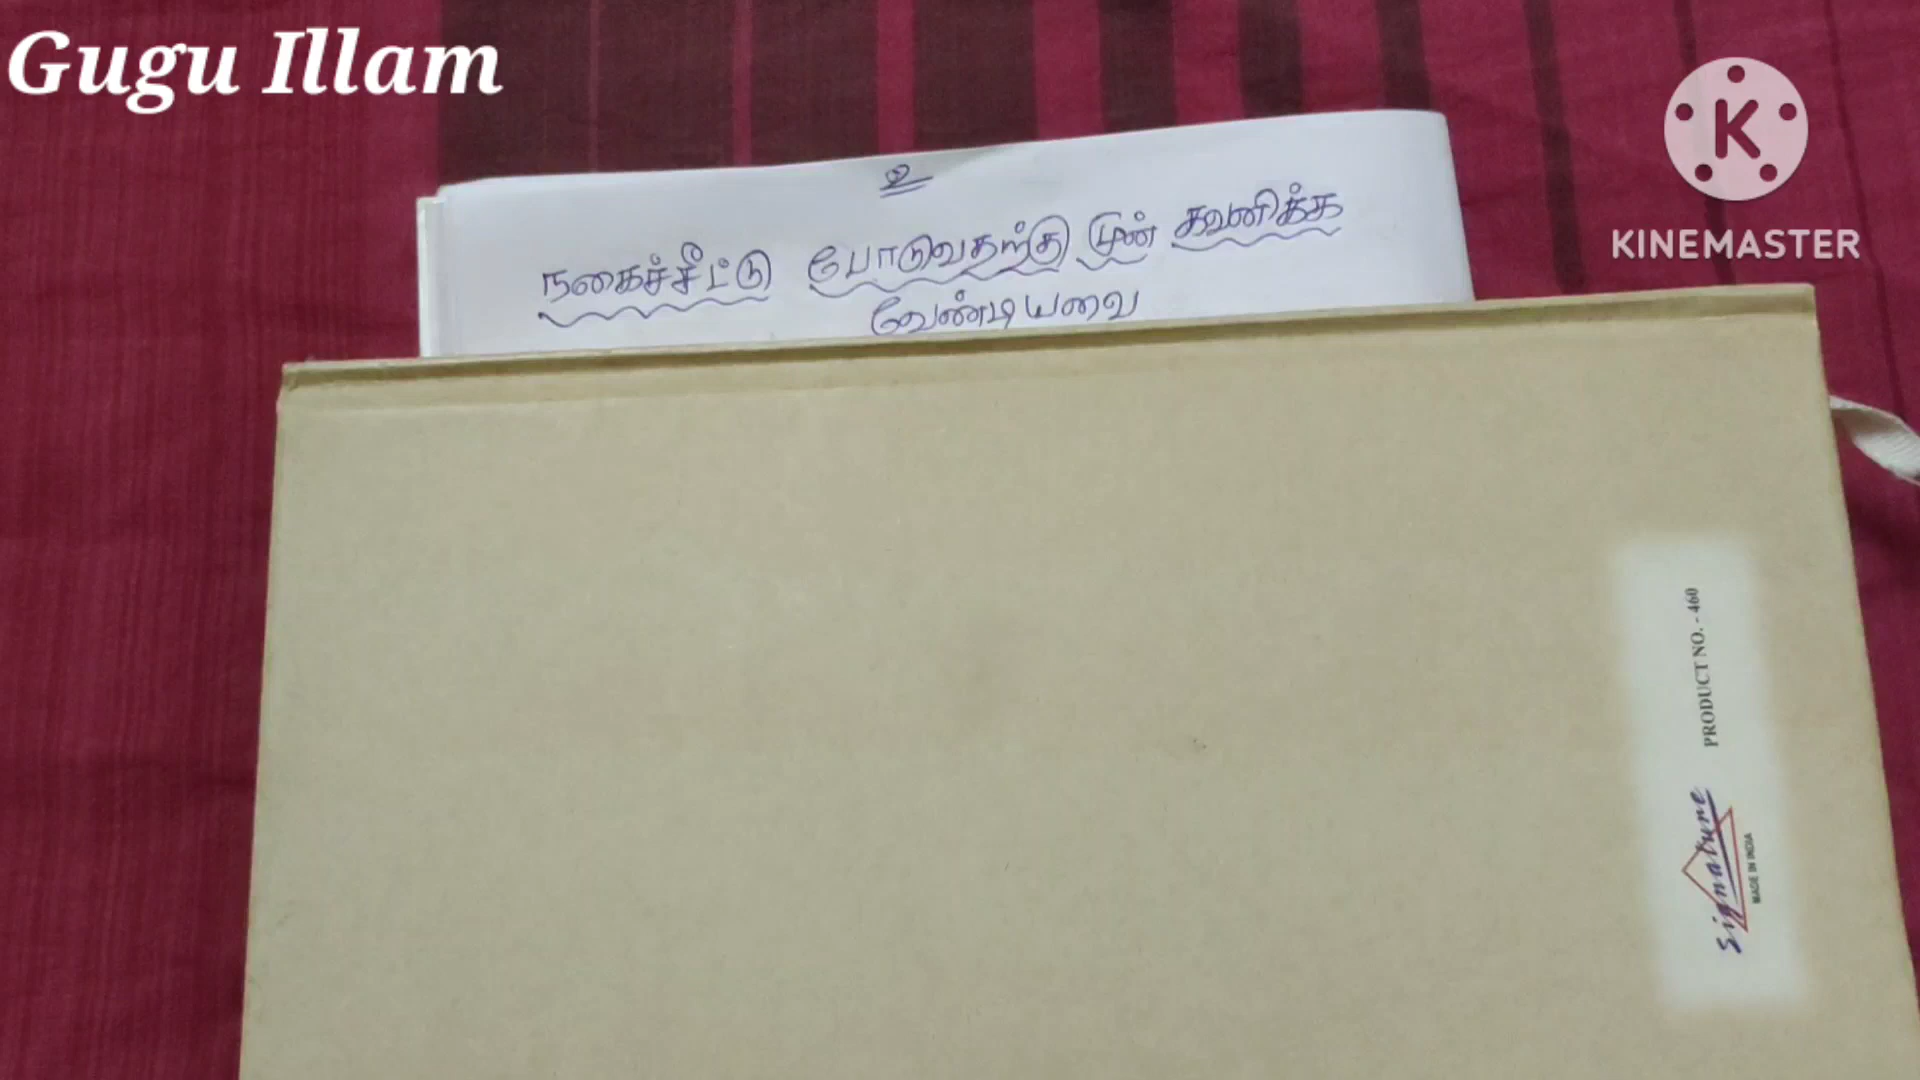 Gugu Illam
KINEMASTER
உ
நகைச்சீட்டு போடுவதற்கு முன் கவனிக்க
வேண்டியவை
PRODUCT NO. - 460
Signature
MADE IN INDIA